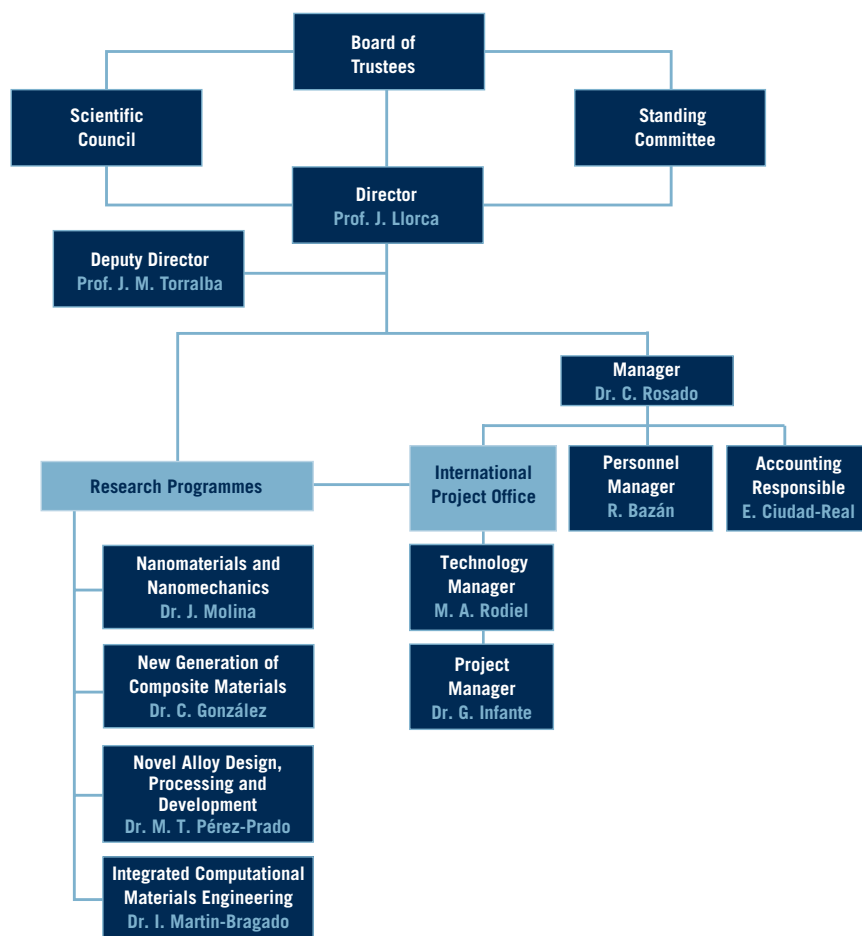 Board of
Trustees
Scientific
Council
Standing
Committee
Director
Prof. J. Llorca
Deputy Director
Prof. J. M. Torralba
Manager
Dr. C. Rosado
Research Programmes
International
Project Office
Personnel
Manager
R. Bazán
Accounting
Responsible
E. Ciudad-Real
Nanomaterials and
Nanomechanics
Dr. J. Molina
Technology
Manager
M. A. Rodiel
New Generation of
Composite Materials
Dr. C. González
Project
Manager
Dr. G. Infante
Novel Alloy Design,
Processing and
Development
Dr. M. T. Pérez-Prado
Integrated Computational
Materials Engineering
Dr. I. Martin-Bragado